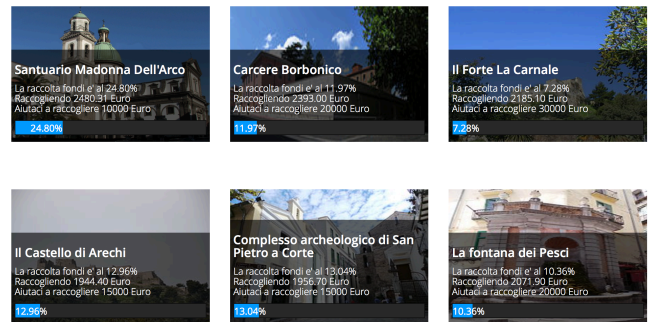 Santuario Madonna Dell'Arco
La raccolta fondi e' al 24.80%
Raccogliendo 2480.31 Euro
Aiutaci a raccogliere 10000 Euro
24.80%
Carcere Borbonico
La raccolta fondi e' al 11.97%
Raccogliendo 2393.00 Euro
Aiutaci a raccogliere 20000 Euro
11.97%
Il Forte La Carnale
La raccolta fondi e' al 7.28%
Raccogliendo 2185.10 Euro
Aiutaci a raccogliere 30000 Euro
7.28%
Il Castello di Arechi
La raccolta fondi e' al 12.96%
Raccogliendo 1944.40 Euro
Aiutaci a raccogliere 15000 Euro
12.96%
Complesso archeologico di San
Pietro a Corte
La raccolta fondi e' al 13.04%
Raccogliendo 1956.70 Euro
Aiutaci a raccogliere 15000 Euro
13.04%
La fontana dei Pesci
La raccolta fondi e' al 10.36%
Raccogliendo 2071.90 Euro
Aiutaci a raccogliere 20000 Euro
10.36%